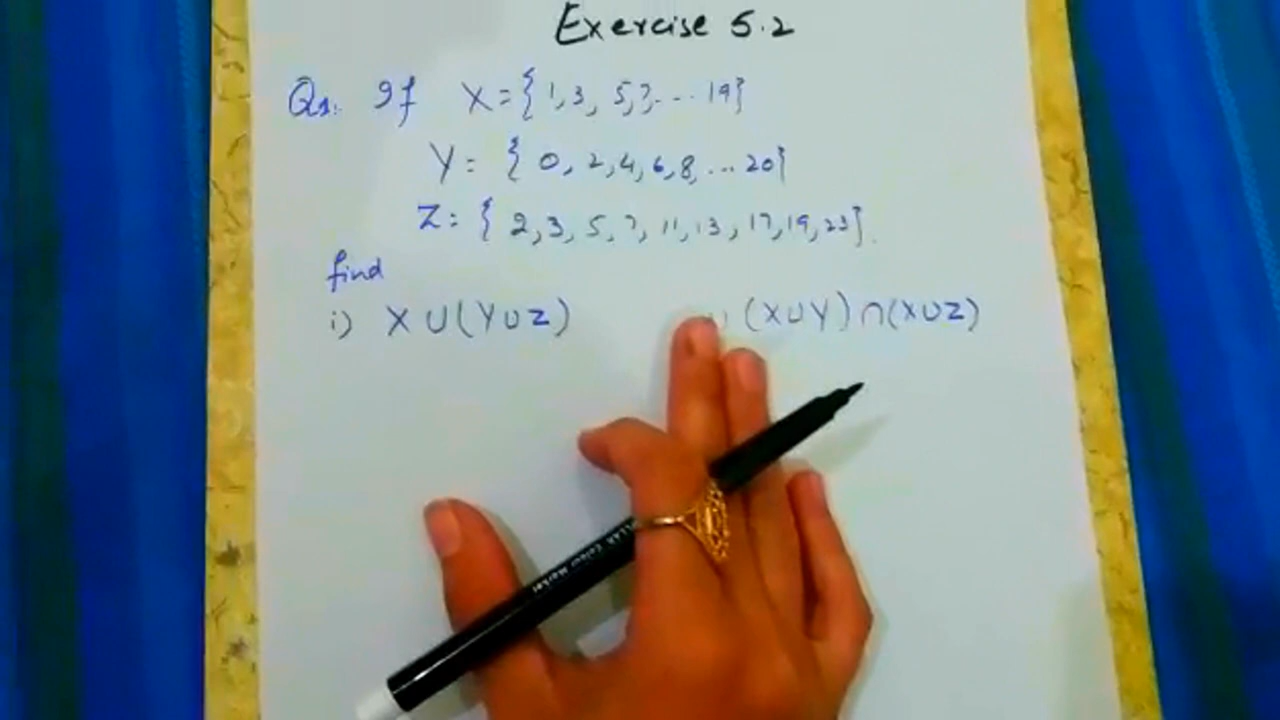 Exercise 5.2
Q1. If X = { 1, 3, 5, 7, ... 19}
Y = { 0, 2, 4, 6, 8, ... 20}
Z = { 2, 3, 5, 7, 11, 13, 17, 19, 23}.
find
i) X ∪ (Y ∪ Z) (X ∪ Y) ∩ (X ∪ Z)
Marker